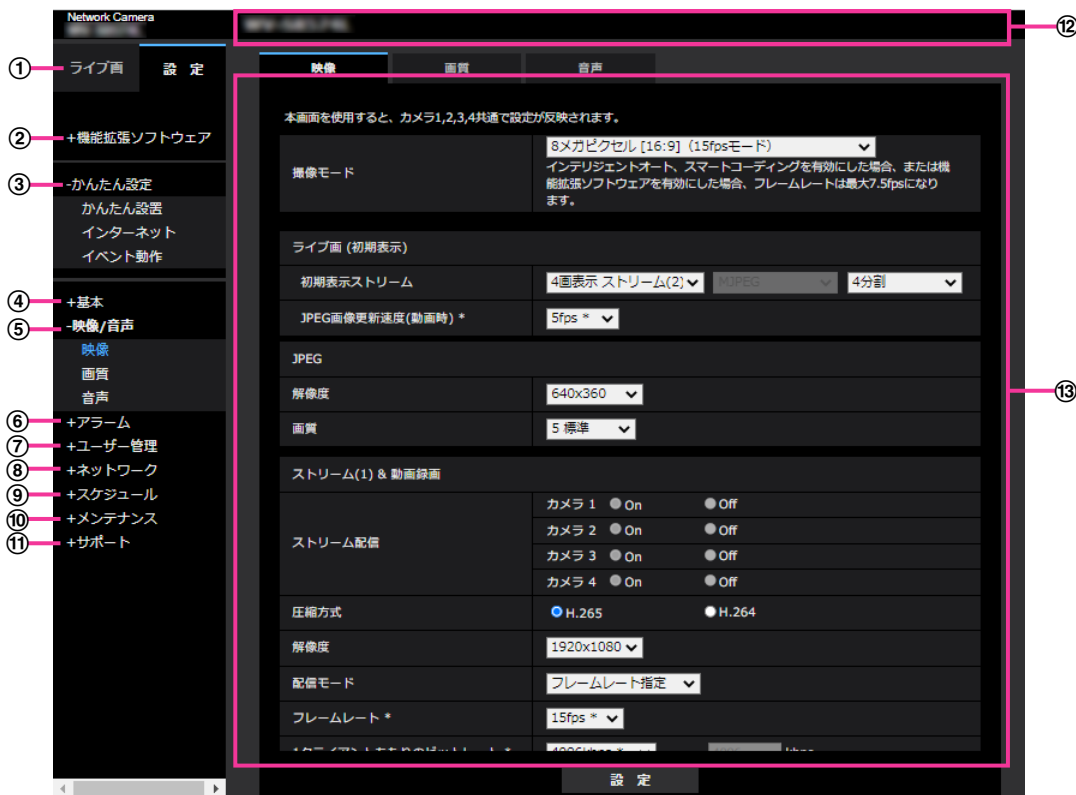 Network Camera
⑫
① ライブ画 設 定
映像 画質 音声
本画面を使用すると、カメラ1,2,3,4共通で設定が反映されます。
② +機能拡張ソフトウェア
③ -かんたん設定
かんたん設置
インターネット
イベント動作
④ +基本
⑤ -映像/音声
映像
画質
音声
⑥ +アラーム
⑦ +ユーザー管理
⑧ +ネットワーク
⑨ +スケジュール
⑩ +メンテナンス
⑪ +サポート
撮像モード 8メガピクセル [16:9]（15fpsモード）
インテリジェントオート、スマートコーディングを有効にした場合、または機
能拡張ソフトウェアを有効にした場合、フレームレートは最大7.5fpsになり
ます。
ライブ画 (初期表示)
初期表示ストリーム 4画表示 ストリーム(2) MJPEG 4分割
JPEG画像更新速度(動画時) * 5fps *
JPEG
解像度 640x360
⑬
画質 5 標準
ストリーム(1) & 動画録画
ストリーム配信
カメラ 1 On Off
カメラ 2 On Off
カメラ 3 On Off
カメラ 4 On Off
圧縮方式 H.265 H.264
解像度 1920x1080
配信モード フレームレート指定
フレームレート * 15fps *
設 定